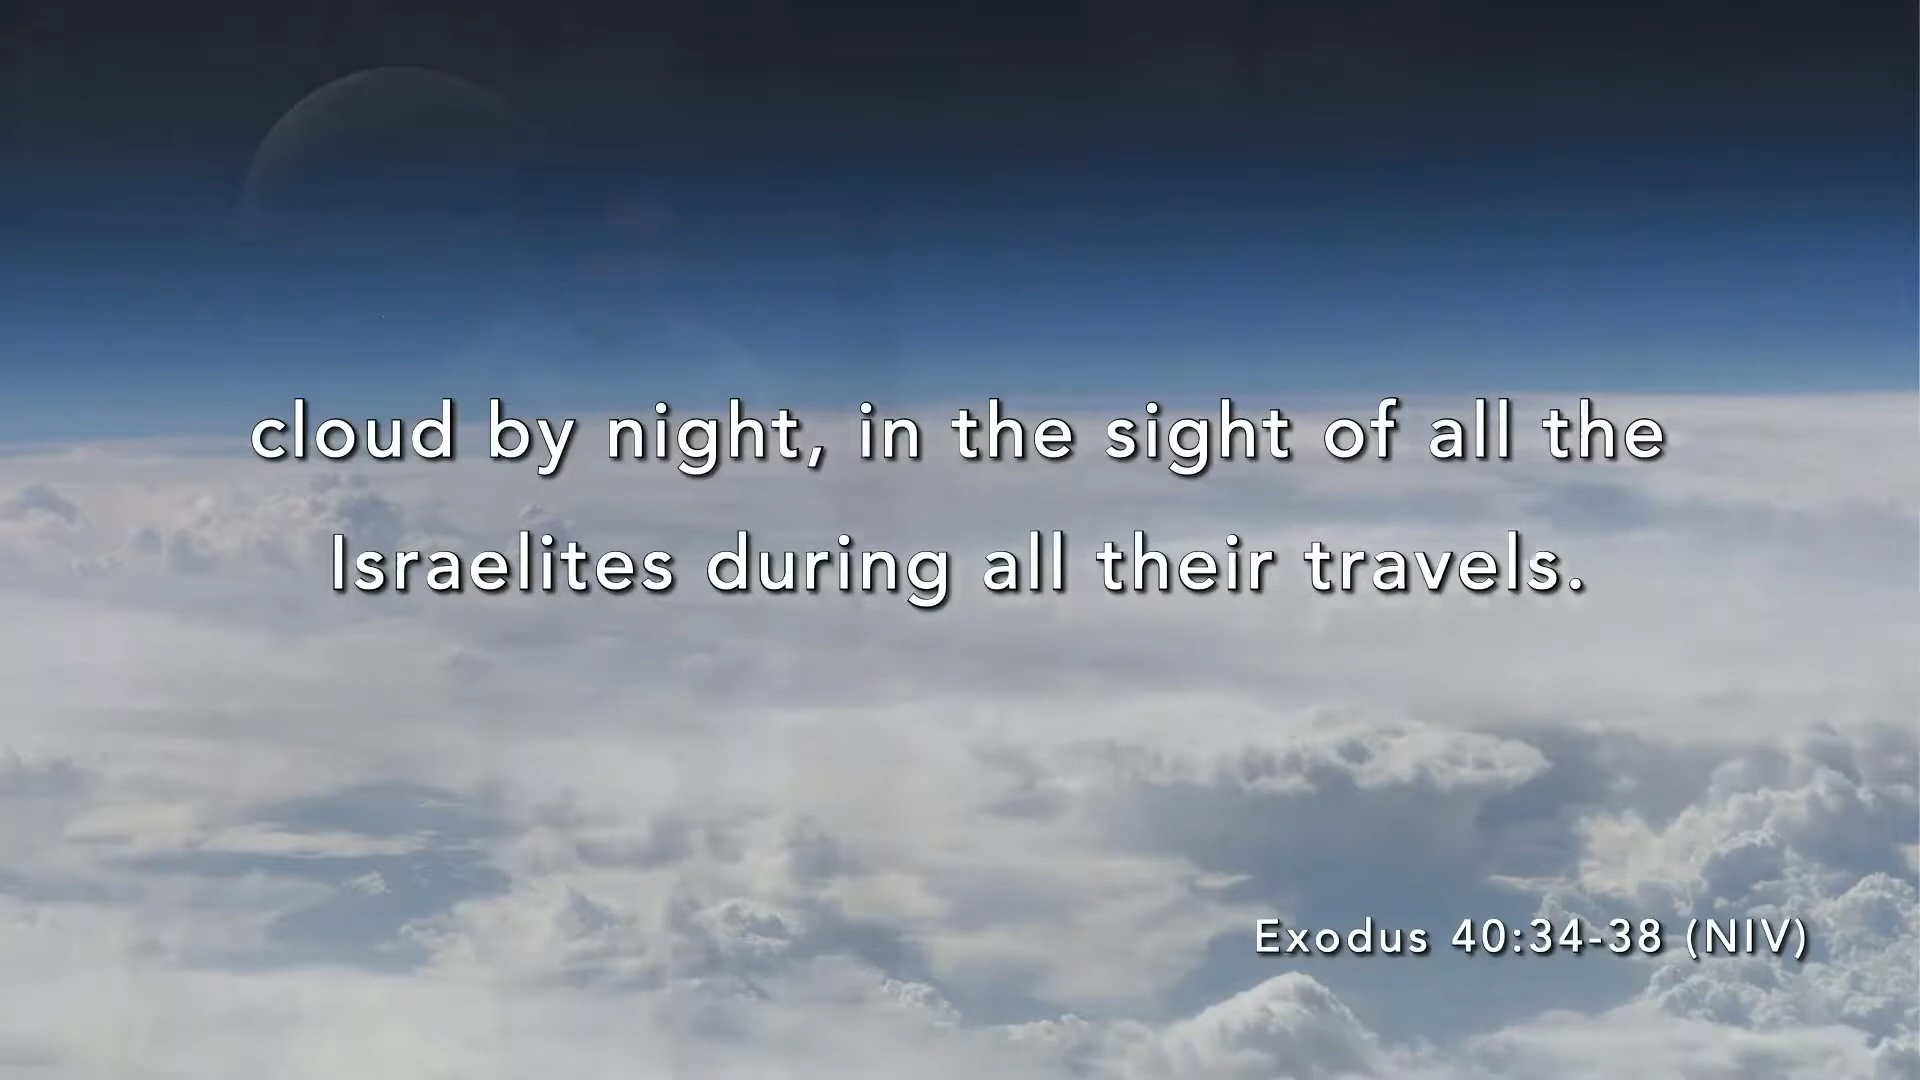 cloud by night, in the sight of all the
Israelites during all their travels.
Exodus 40:34-38 (NIV)